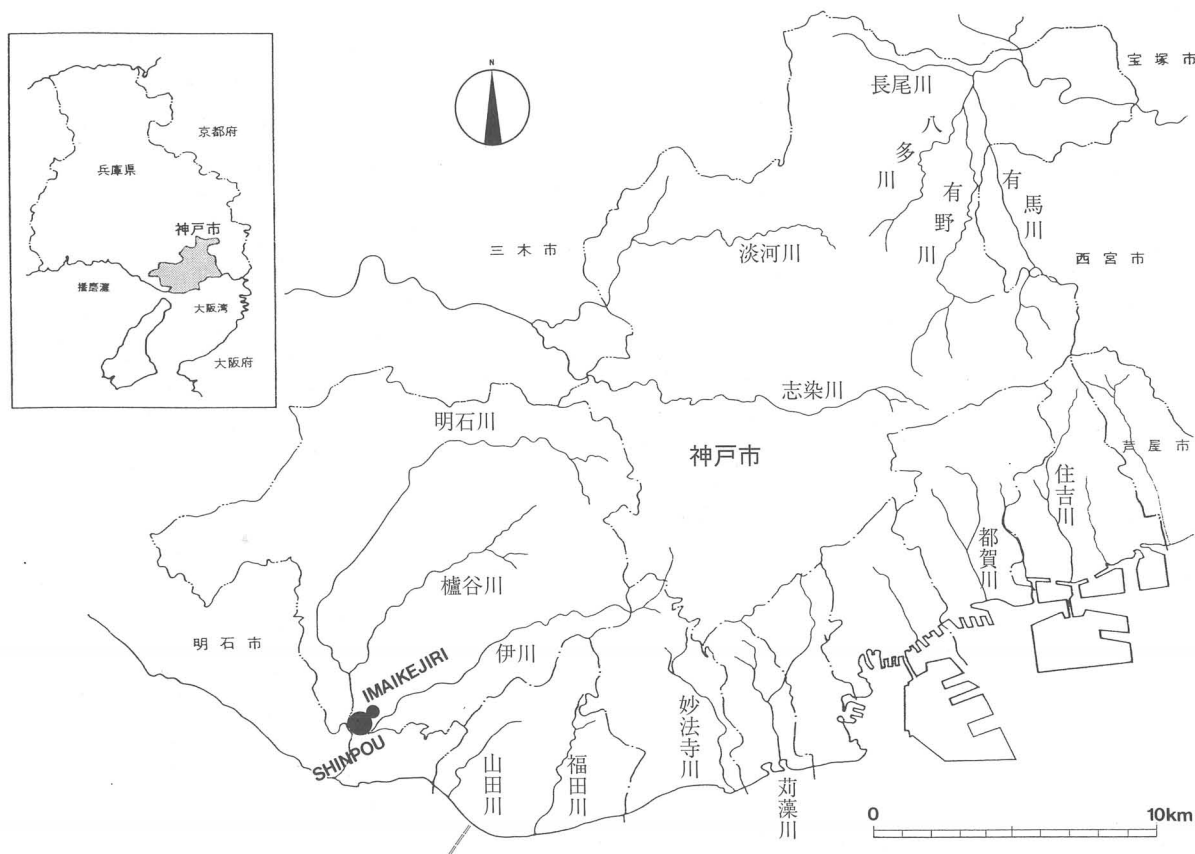 京都府
兵庫県
神戸市
播磨灘
大阪湾
大阪府
N
宝塚市
長尾川
八多川
有野川
有馬川
三木市
淡河川
西宮市
志染川
明石川
神戸市
芦屋市
住吉川
都賀川
櫨谷川
明石市
伊川
IMAIKEJIRI
SHINPOU
妙法寺川
山田川
福田川
苅藻川
0
10km